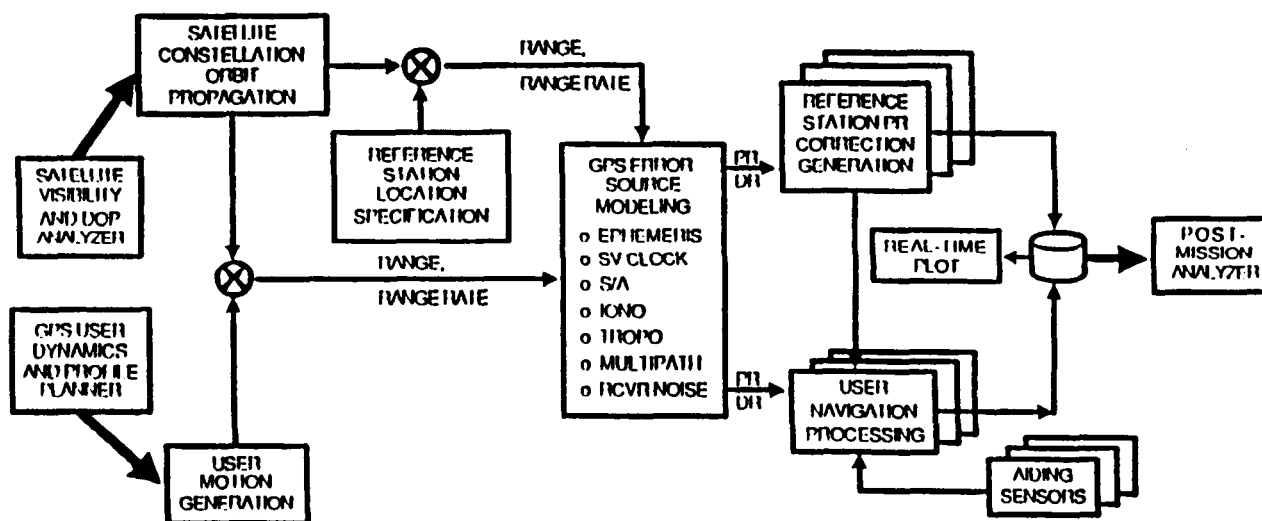 SATELLITE
CONSTELLATION
ORBIT
PROPAGATION
RANGE,
RANGE RATE
REFERENCE
STATION PR
CORRECTION
GENERATION
SATELLITE
VISIBILITY
AND DOP
ANALYZER
REFERENCE
STATION
LOCATION
SPECIFICATION
GPS ERROR
SOURCE
MODELING
o EPHEMERIS
o SV CLOCK
o S/A
o IONO
o TROPO
o MULTIPATH
o RCVR NOISE
PR
DR
REAL-TIME
PLOT
POST-
MISSION
ANALYZER
RANGE,
RANGE RATE
GPS USER
DYNAMICS
AND PROFILE
PLANNER
PR
DR
USER
NAVIGATION
PROCESSING
USER
MOTION
GENERATION
AIDING
SENSORS